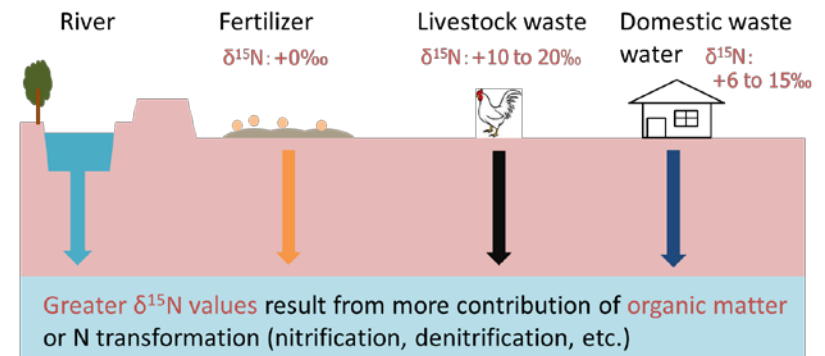 River
Fertilizer
δ¹⁵N: +0‰
Livestock waste
δ¹⁵N: +10 to 20‰
Domestic waste
water δ¹⁵N:
+6 to 15‰
Greater δ¹⁵N values result from more contribution of organic matter
or N transformation (nitrification, denitrification, etc.)